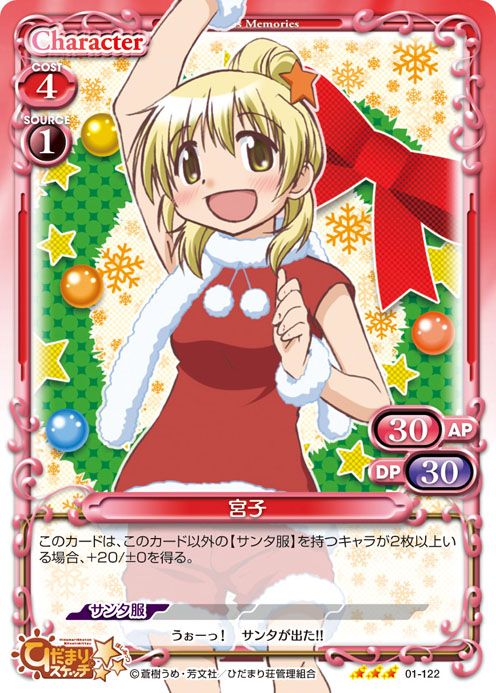 Memories
Character
COST
4
SOURCE
1
30 AP
DP 30
宮子
このカードは、このカード以外の【サンタ服】を持つキャラが2枚以上い
る場合、+20/±0を得る。
サンタ服
うぉーっ! サンタが出た!!
ひだまり
スケッチ
©蒼樹うめ・芳文社/ひだまり荘管理組合
01-122